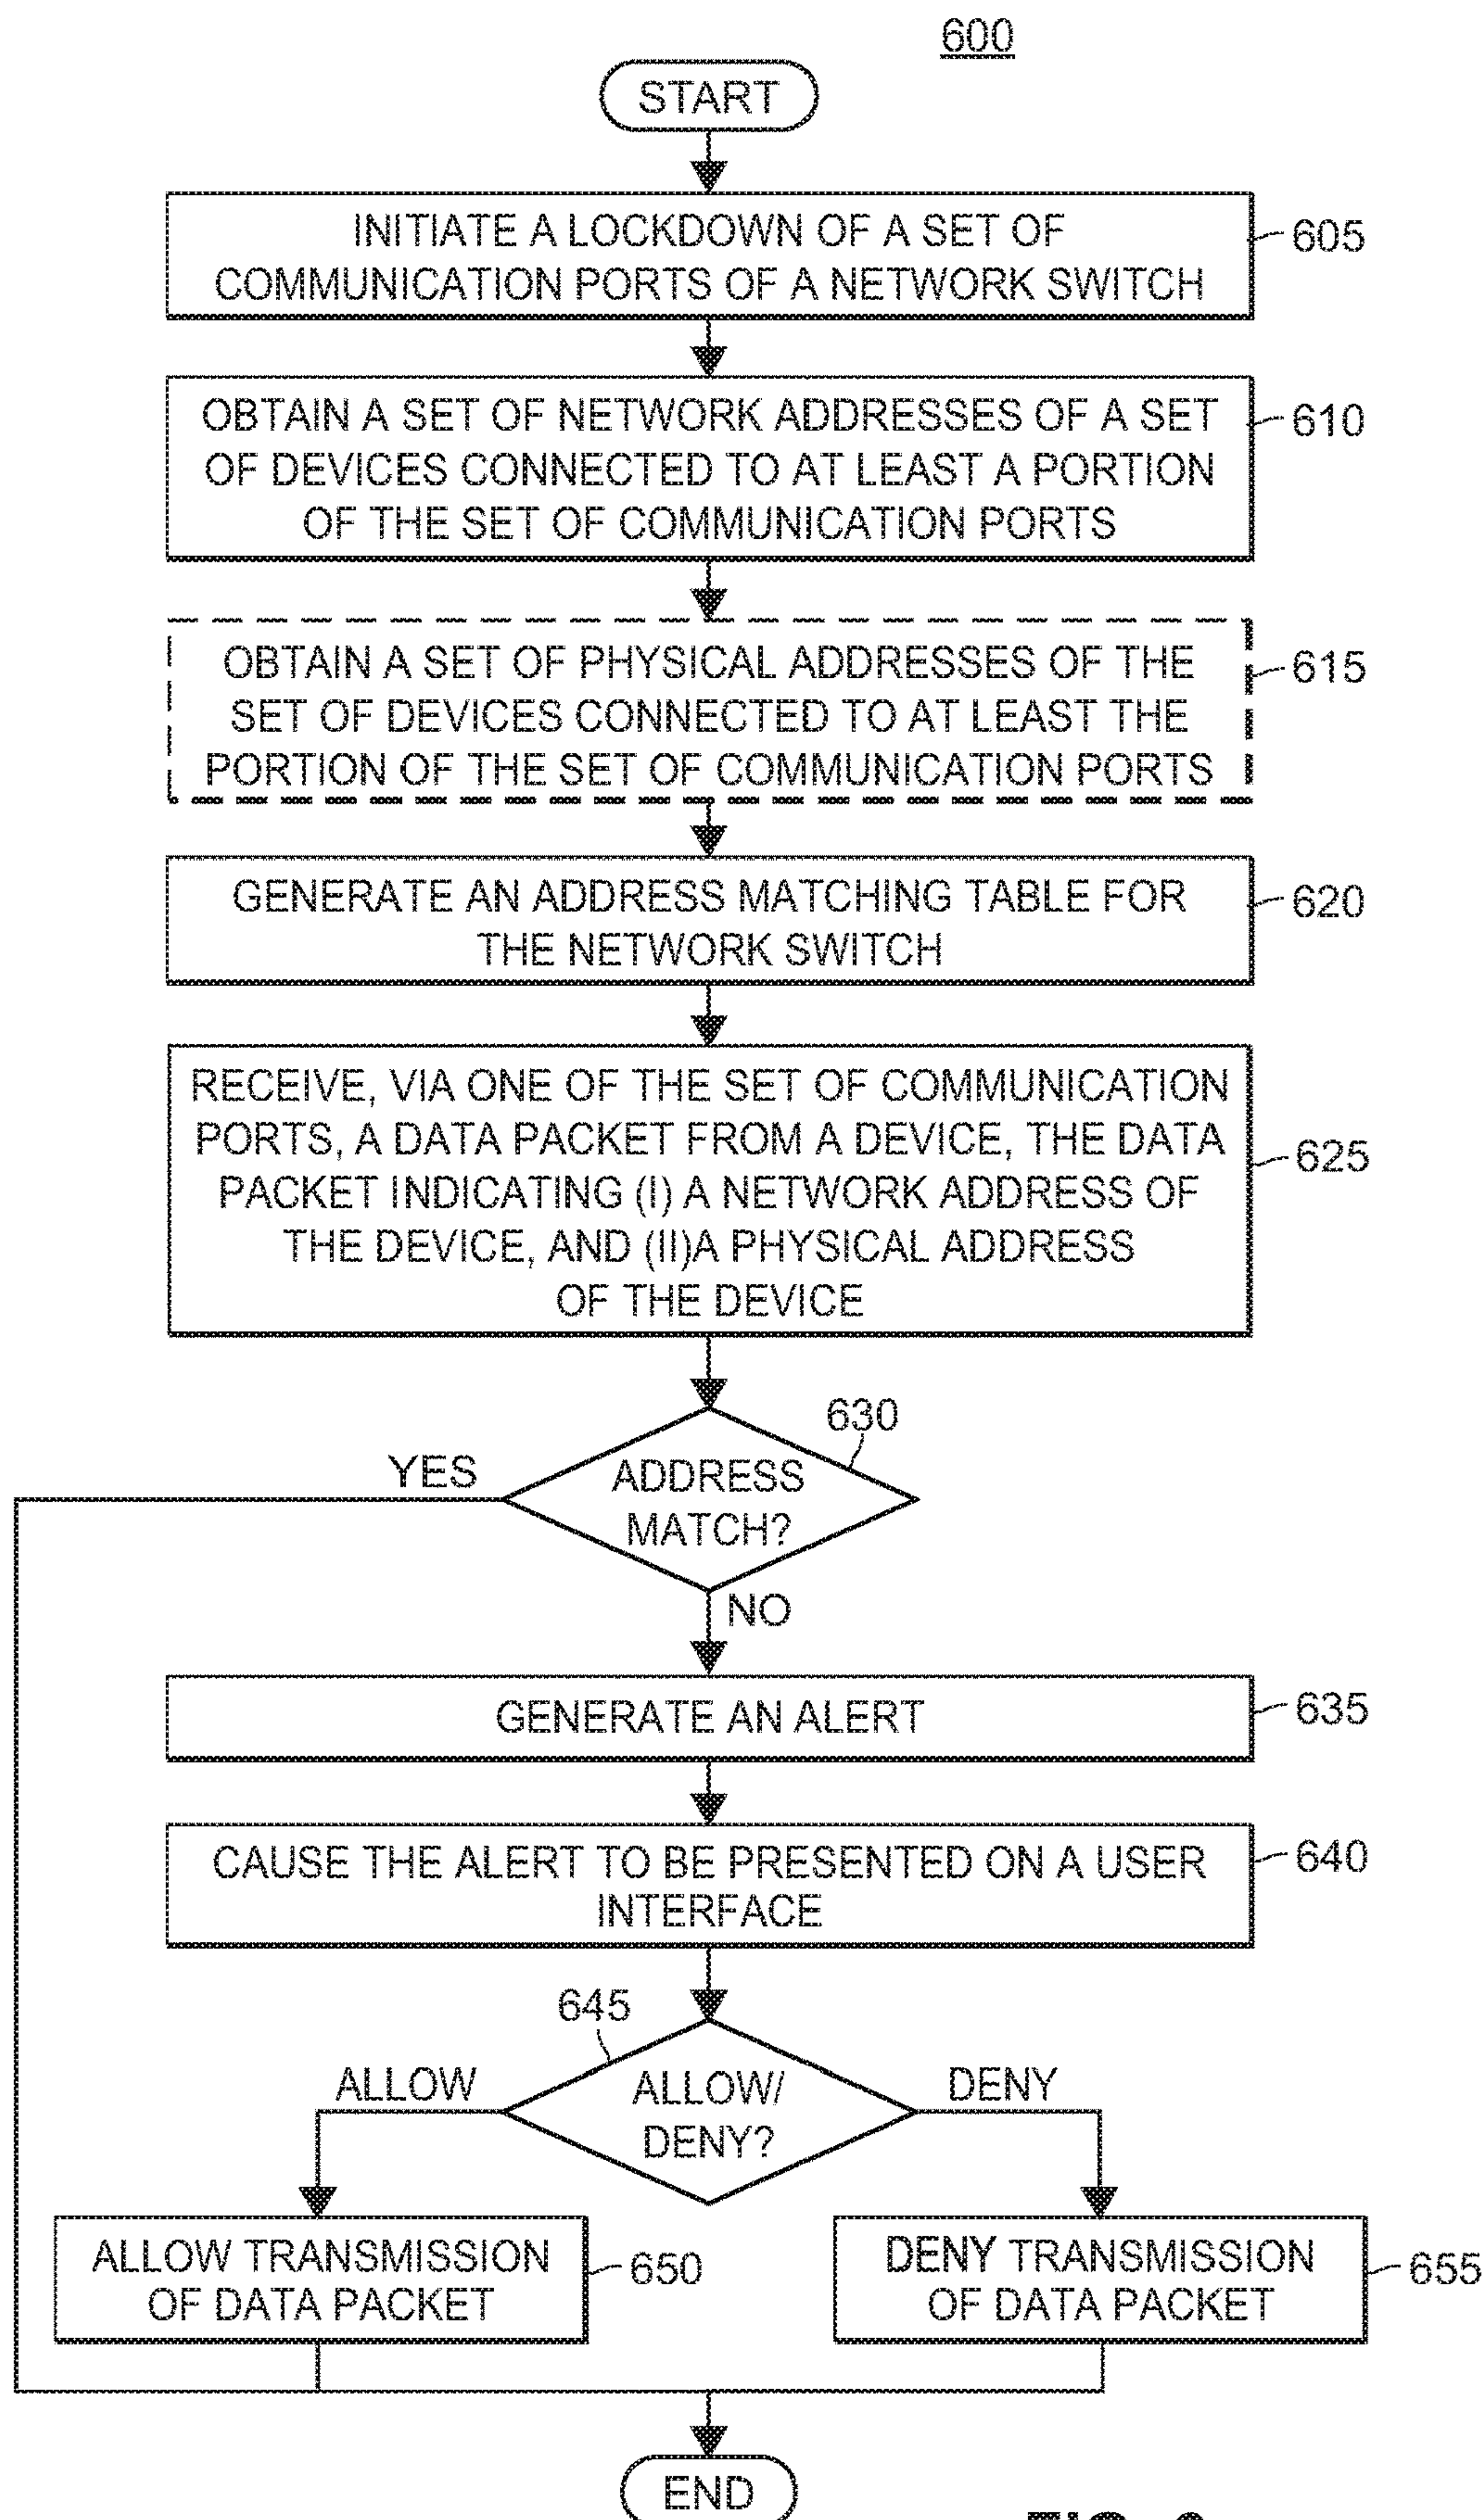 600
START
INITIATE A LOCKDOWN OF A SET OF
COMMUNICATION PORTS OF A NETWORK SWITCH
605
OBTAIN A SET OF NETWORK ADDRESSES OF A SET
OF DEVICES CONNECTED TO AT LEAST A PORTION
OF THE SET OF COMMUNICATION PORTS
610
OBTAIN A SET OF PHYSICAL ADDRESSES OF THE
SET OF DEVICES CONNECTED TO AT LEAST THE
PORTION OF THE SET OF COMMUNICATION PORTS
615
GENERATE AN ADDRESS MATCHING TABLE FOR
THE NETWORK SWITCH
620
RECEIVE, VIA ONE OF THE SET OF COMMUNICATION
PORTS, A DATA PACKET FROM A DEVICE, THE DATA
PACKET INDICATING (I) A NETWORK ADDRESS OF
THE DEVICE, AND (II)A PHYSICAL ADDRESS
OF THE DEVICE
625
630
YES
ADDRESS
MATCH?
NO
GENERATE AN ALERT
635
CAUSE THE ALERT TO BE PRESENTED ON A USER
INTERFACE
640
645
ALLOW
ALLOW/
DENY?
DENY
ALLOW TRANSMISSION
OF DATA PACKET
650
DENY TRANSMISSION
OF DATA PACKET
655
END